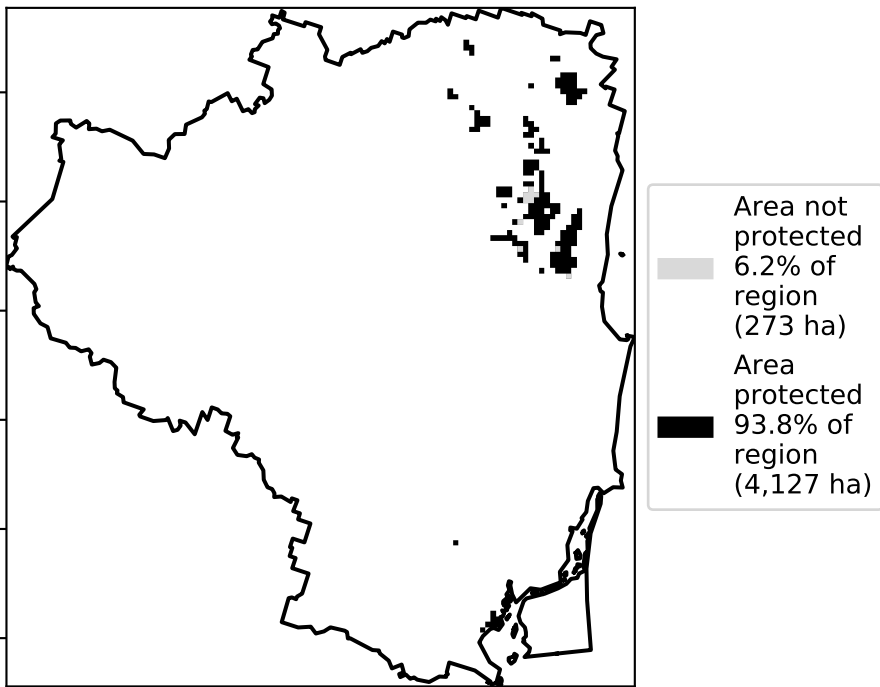 Area not
protected
6.2% of
region
(273 ha)
Area
protected
93.8% of
region
(4,127 ha)